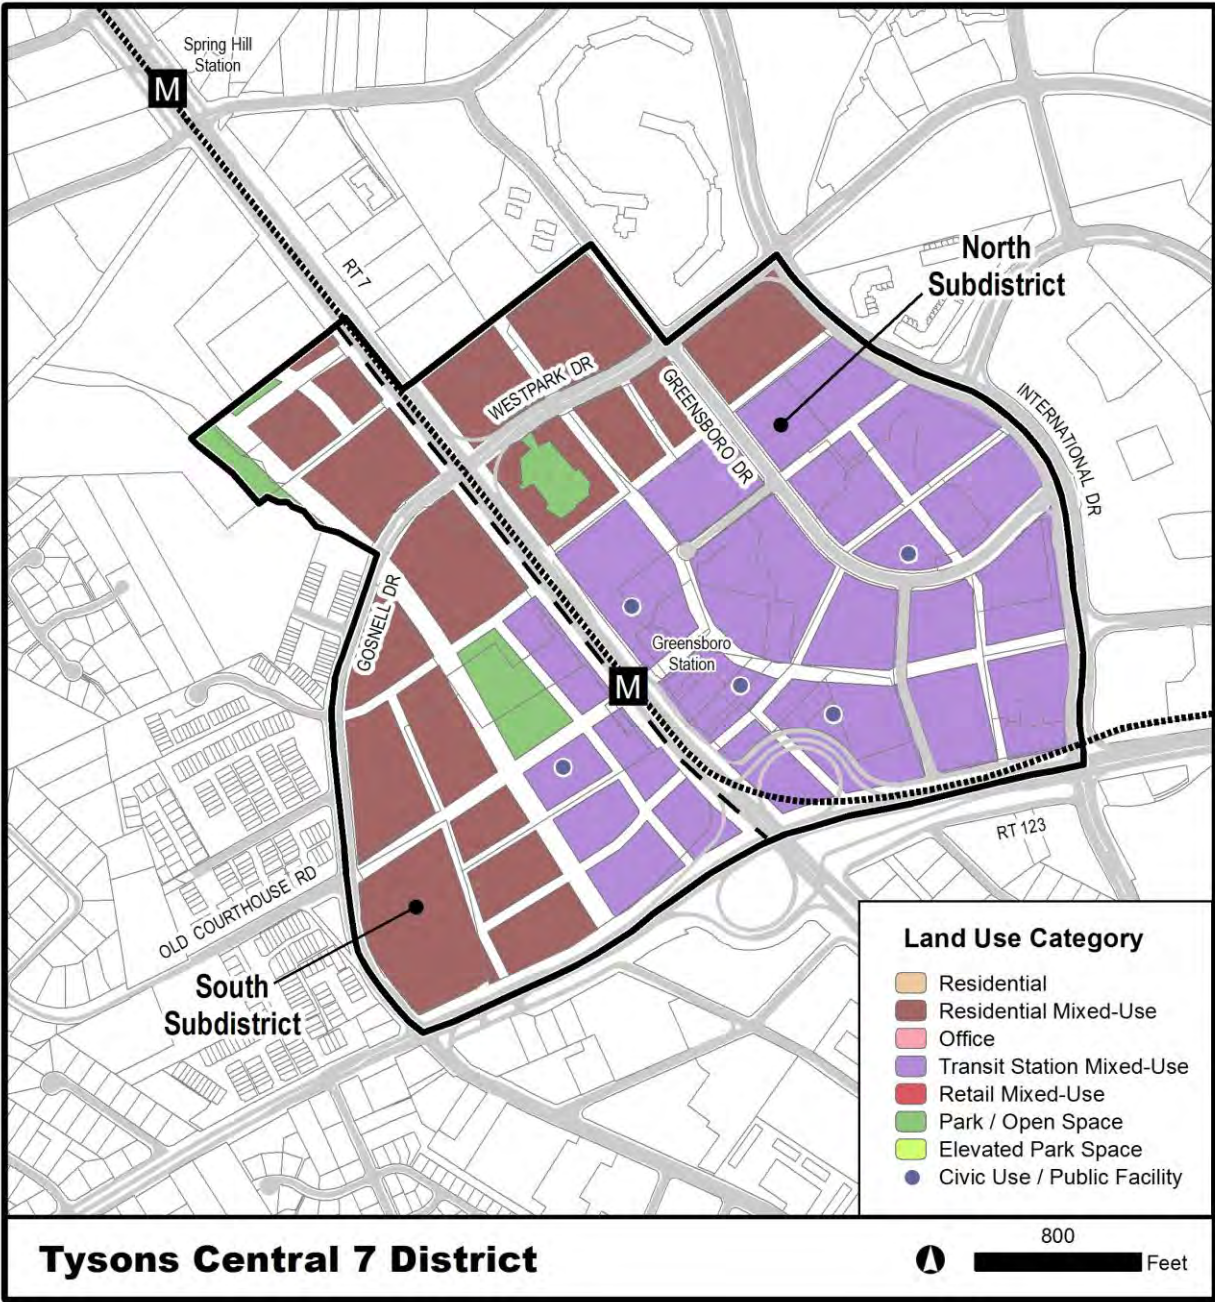 Spring Hill
Station
M
RT 7
North
Subdistrict
WESTPARK DR
GREENSBORO DR
INTERNATIONAL DR
GOSNELL DR
Greensboro
Station
M
RT 123
OLD COURTHOUSE RD
South
Subdistrict
Land Use Category
Residential
Residential Mixed-Use
Office
Transit Station Mixed-Use
Retail Mixed-Use
Park / Open Space
Elevated Park Space
Civic Use / Public Facility
Tysons Central 7 District
800
Feet